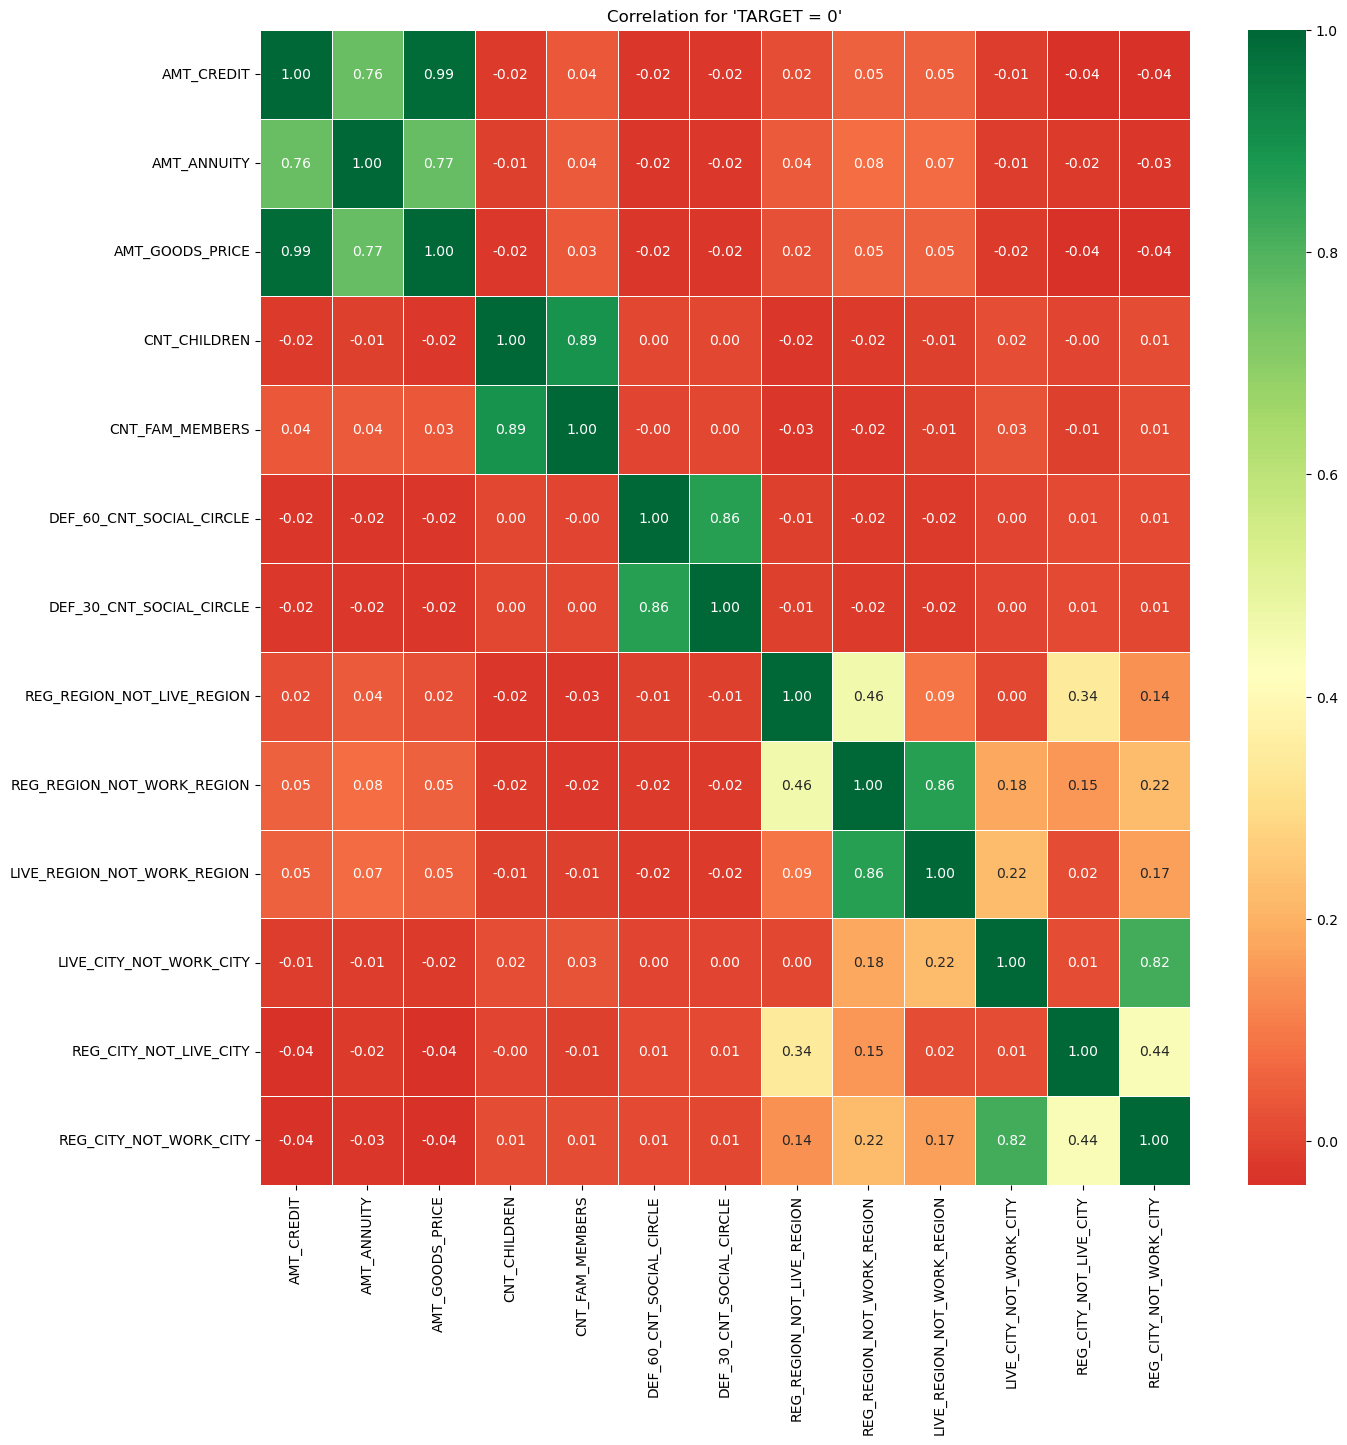 Correlation for 'TARGET = 0'
AMT_CREDIT 1.00 0.76 0.99 -0.02 0.04 -0.02 -0.02 0.02 0.05 0.05 -0.01 -0.04 -0.04
AMT_ANNUITY 0.76 1.00 0.77 -0.01 0.04 -0.02 -0.02 0.04 0.08 0.07 -0.01 -0.02 -0.03
AMT_GOODS_PRICE 0.99 0.77 1.00 -0.02 0.03 -0.02 -0.02 0.02 0.05 0.05 -0.02 -0.04 -0.04
CNT_CHILDREN -0.02 -0.01 -0.02 1.00 0.89 0.00 0.00 -0.02 -0.02 -0.01 0.02 -0.00 0.01
CNT_FAM_MEMBERS 0.04 0.04 0.03 0.89 1.00 -0.00 0.00 -0.03 -0.02 -0.01 0.03 -0.01 0.01
DEF_60_CNT_SOCIAL_CIRCLE -0.02 -0.02 -0.02 0.00 -0.00 1.00 0.86 -0.01 -0.02 -0.02 0.00 0.01 0.01
DEF_30_CNT_SOCIAL_CIRCLE -0.02 -0.02 -0.02 0.00 0.00 0.86 1.00 -0.01 -0.02 -0.02 0.00 0.01 0.01
REG_REGION_NOT_LIVE_REGION 0.02 0.04 0.02 -0.02 -0.03 -0.01 -0.01 1.00 0.46 0.09 0.00 0.34 0.14
REG_REGION_NOT_WORK_REGION 0.05 0.08 0.05 -0.02 -0.02 -0.02 -0.02 0.46 1.00 0.86 0.18 0.15 0.22
LIVE_REGION_NOT_WORK_REGION 0.05 0.07 0.05 -0.01 -0.01 -0.02 -0.02 0.09 0.86 1.00 0.22 0.02 0.17
LIVE_CITY_NOT_WORK_CITY -0.01 -0.01 -0.02 0.02 0.03 0.00 0.00 0.00 0.18 0.22 1.00 0.01 0.82
REG_CITY_NOT_LIVE_CITY -0.04 -0.02 -0.04 -0.00 -0.01 0.01 0.01 0.34 0.15 0.02 0.01 1.00 0.44
REG_CITY_NOT_WORK_CITY -0.04 -0.03 -0.04 0.01 0.01 0.01 0.01 0.14 0.22 0.17 0.82 0.44 1.00
AMT_CREDIT
AMT_ANNUITY
AMT_GOODS_PRICE
CNT_CHILDREN
CNT_FAM_MEMBERS
DEF_60_CNT_SOCIAL_CIRCLE
DEF_30_CNT_SOCIAL_CIRCLE
REG_REGION_NOT_LIVE_REGION
REG_REGION_NOT_WORK_REGION
LIVE_REGION_NOT_WORK_REGION
LIVE_CITY_NOT_WORK_CITY
REG_CITY_NOT_LIVE_CITY
REG_CITY_NOT_WORK_CITY
1.0
0.8
0.6
0.4
0.2
0.0